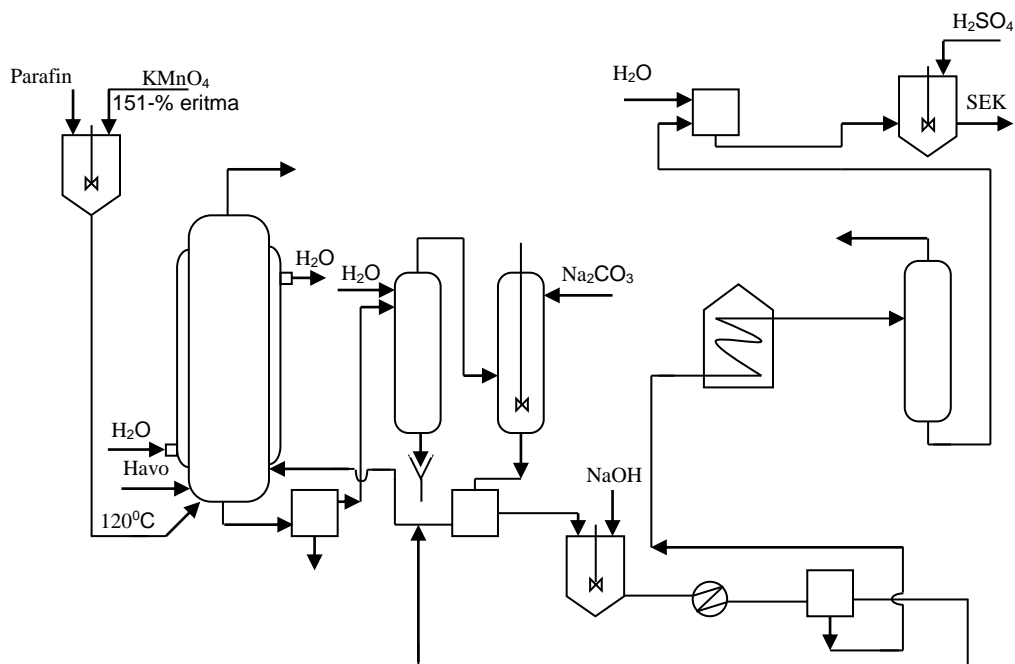 H₂SO₄
Parafin
KMnO₄
151-% eritma
H₂O
SEK
H₂O
H₂O
Na₂CO₃
H₂O
Havo
NaOH
120⁰C